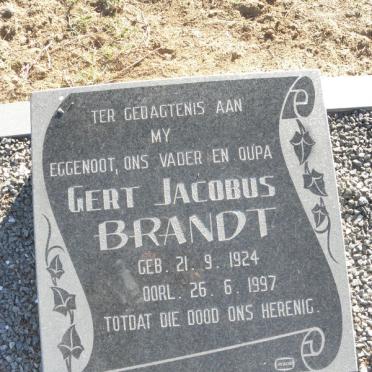 TER GEDAGTENIS AAN
MY
EGGENOOT, ONS VADER EN OUPA
GERT JACOBUS
BRANDT
GEB. 21. 9. 1924
OORL. 26. 6. 1997
TOTDAT DIE DOOD ONS HERENIG.